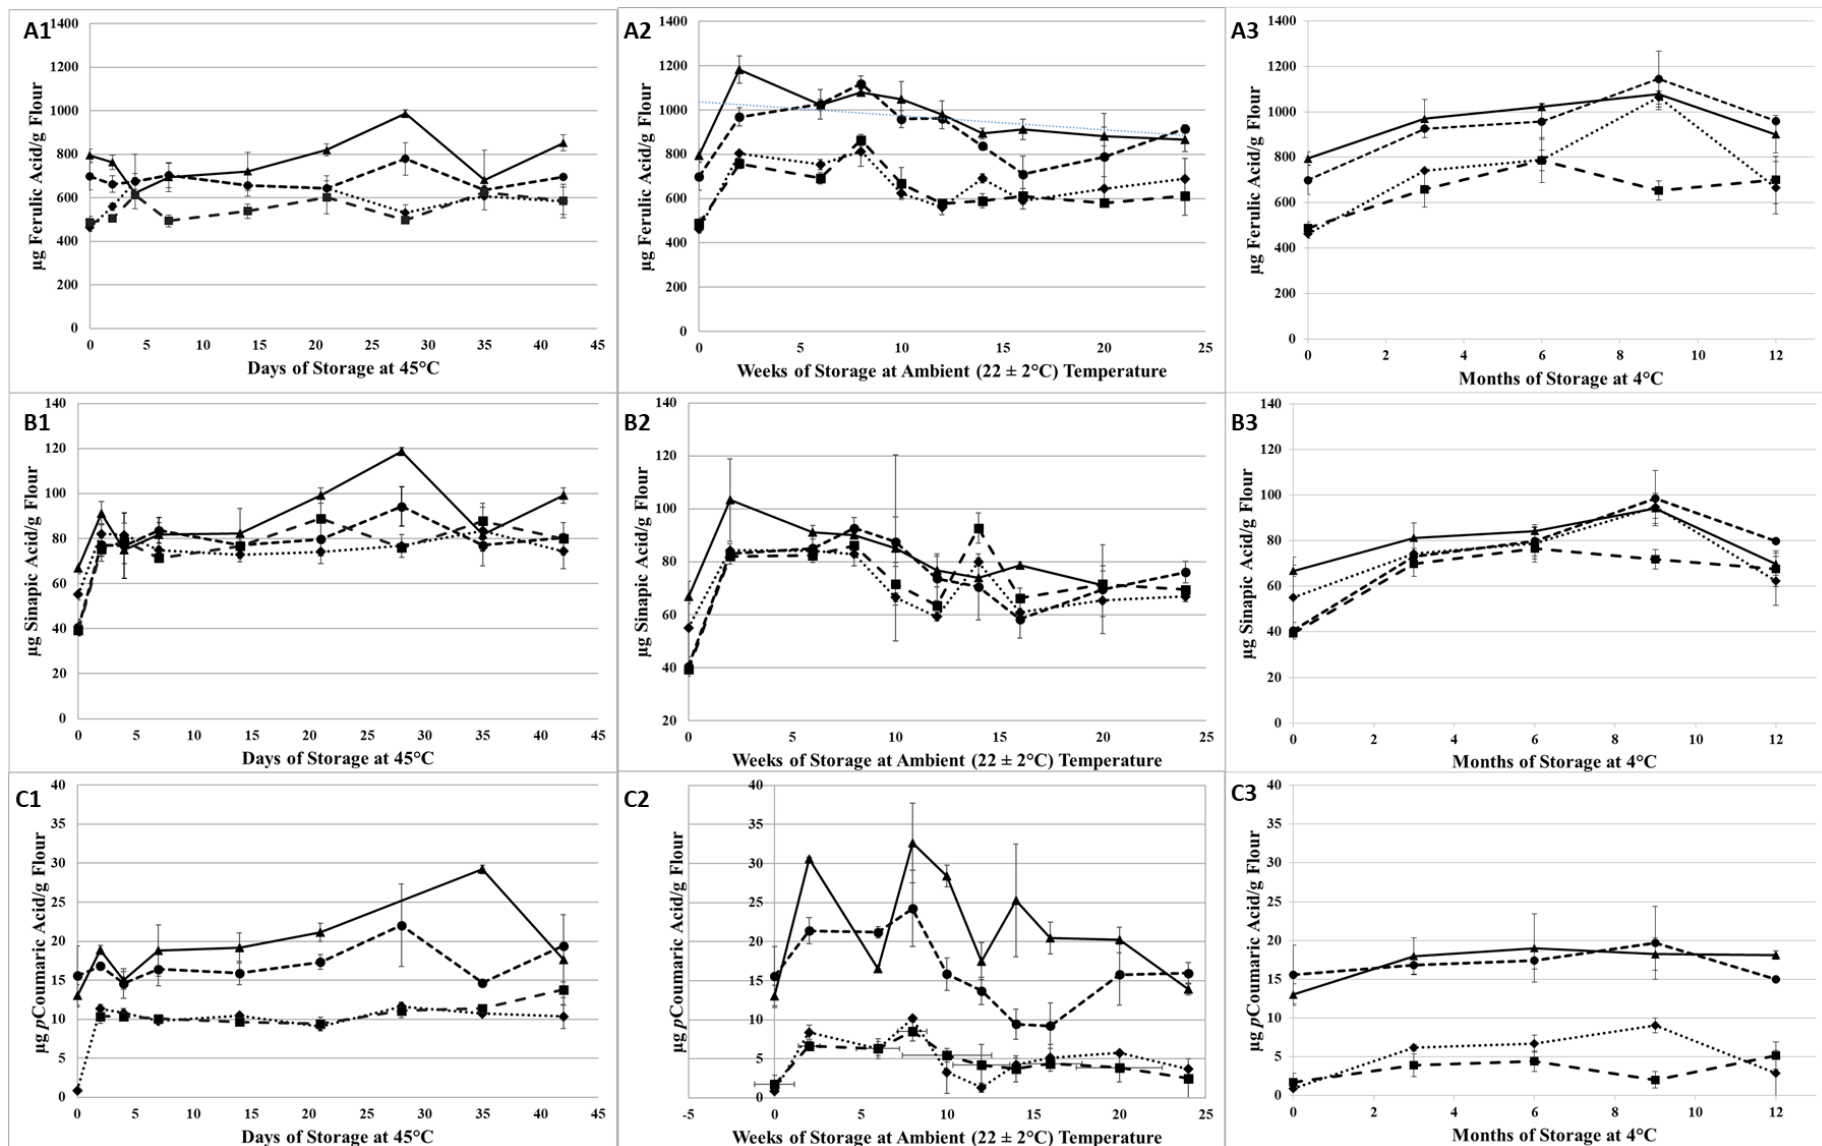 A1
1400
1200
1000
800
600
400
200
0
µg Ferulic Acid/g Flour
0 5 10 15 20 25 30 35 40 45
Days of Storage at 45°C
A2
1400
1200
1000
800
600
400
200
0
µg Ferulic Acid/g Flour
0 5 10 15 20 25
Weeks of Storage at Ambient (22 ± 2°C) Temperature
A3
1400
1200
1000
800
600
400
200
0
µg Ferulic Acid/g Flour
0 2 4 6 8 10 12
Months of Storage at 4°C
B1
140
120
100
80
60
40
20
0
µg Sinapic Acid/g Flour
0 5 10 15 20 25 30 35 40 45
Days of Storage at 45°C
B2
140
120
100
80
60
40
20
µg Sinapic Acid/g Flour
0 5 10 15 20 25
Weeks of Storage at Ambient (22 ± 2°C) Temperature
B3
140
120
100
80
60
40
20
0
µg Sinapic Acid/g Flour
0 2 4 6 8 10 12
Months of Storage at 4°C
C1
40
35
30
25
20
15
10
5
0
µg pCoumaric Acid/g Flour
0 5 10 15 20 25 30 35 40 45
Days of Storage at 45°C
C2
40
35
30
25
20
15
10
5
0
µg pCoumaric Acid/g Flour
-5 0 5 10 15 20 25
Weeks of Storage at Ambient (22 ± 2°C) Temperature
C3
40
35
30
25
20
15
10
5
0
µg pCoumaric Acid/g Flour
0 2 4 6 8 10 12
Months of Storage at 4°C